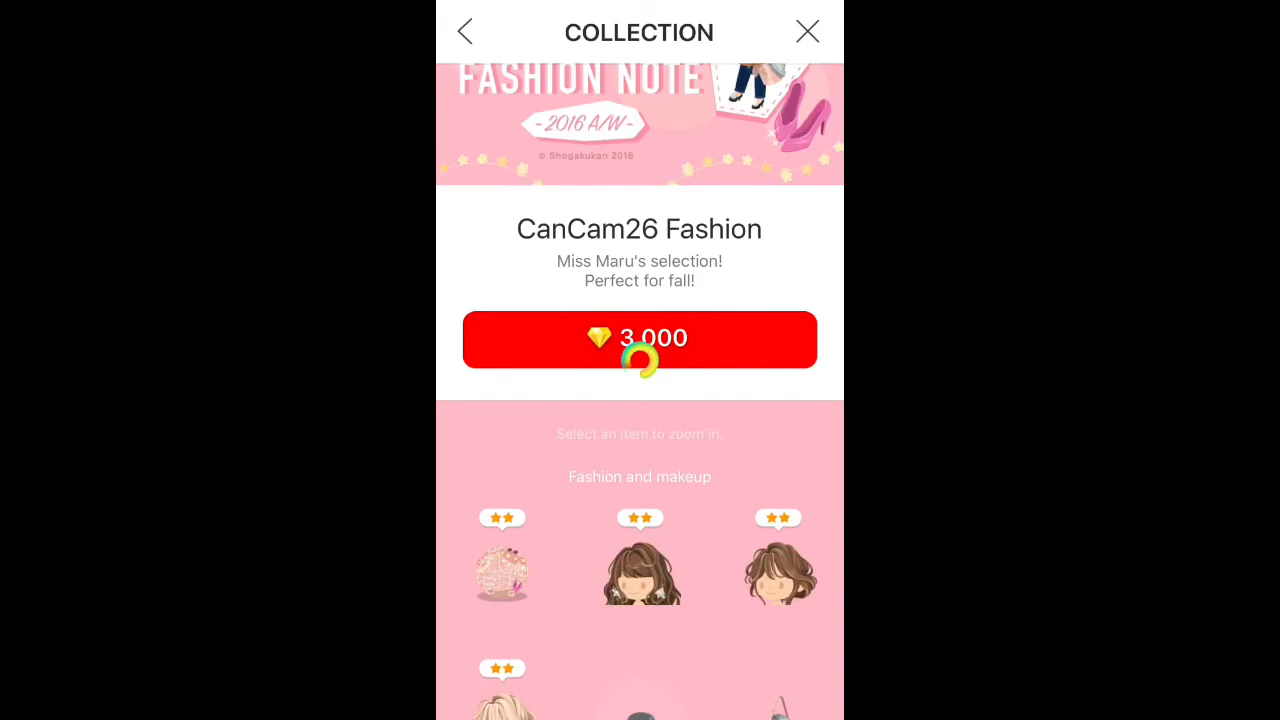 COLLECTION
FASHION NOTE
- 2016 A/W -
© Shogakukan 2016
CanCam26 Fashion
Miss Maru's selection!
Perfect for fall!
3,000
Select an item to zoom in.
Fashion and makeup